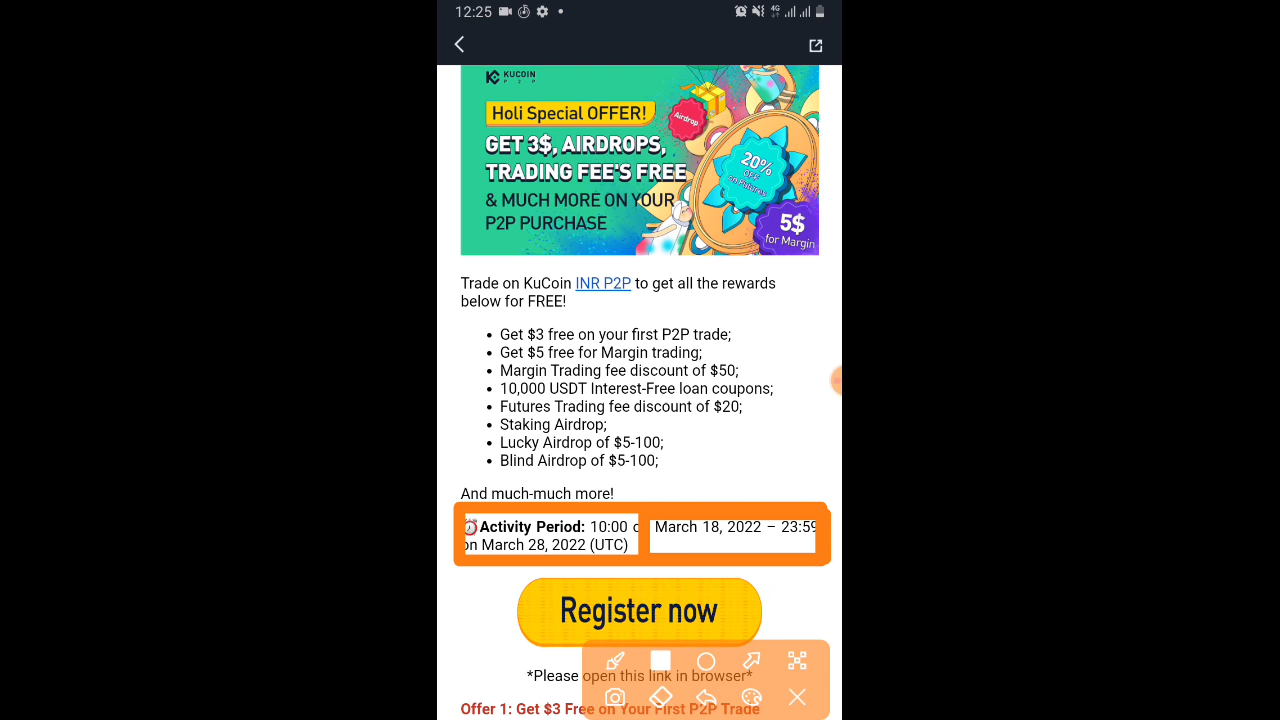 12:25
4G
KUCOIN
P 2 P
Holi Special OFFER!
Airdrop
GET 3$, AIRDROPS,
TRADING FEE'S FREE
& MUCH MORE ON YOUR
P2P PURCHASE
20%
OFF
on Futures
5$
for Margin
Trade on KuCoin INR P2P to get all the rewards
below for FREE!
• Get $3 free on your first P2P trade;
• Get $5 free for Margin trading;
• Margin Trading fee discount of $50;
• 10,000 USDT Interest-Free loan coupons;
• Futures Trading fee discount of $20;
• Staking Airdrop;
• Lucky Airdrop of $5-100;
• Blind Airdrop of $5-100;
And much-much more!
⏰Activity Period: 10:00 March 18, 2022 – 23:59
on March 28, 2022 (UTC)
Register now
*Please open this link in browser*
Offer 1: Get $3 Free on Your First P2P Trade